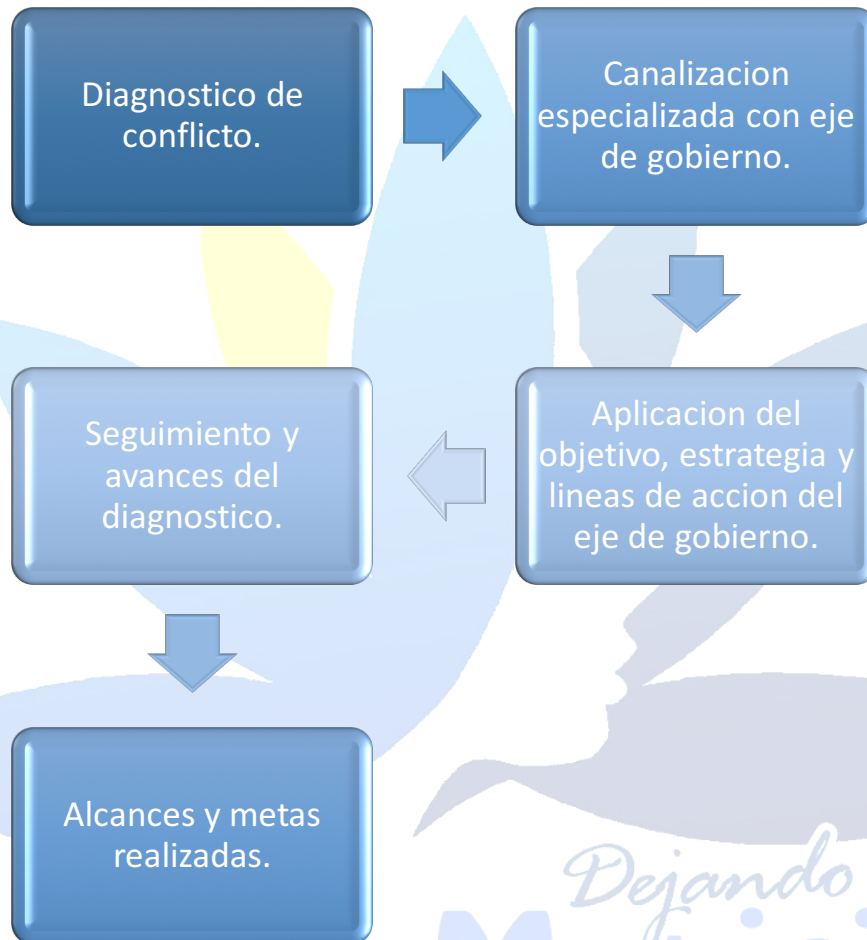 Diagnostico de
conflicto.
Canalizacion
especializada con eje
de gobierno.
Aplicacion del
objetivo, estrategia y
lineas de accion del
eje de gobierno.
Seguimiento y
avances del
diagnostico.
Alcances y metas
realizadas.
Dejando